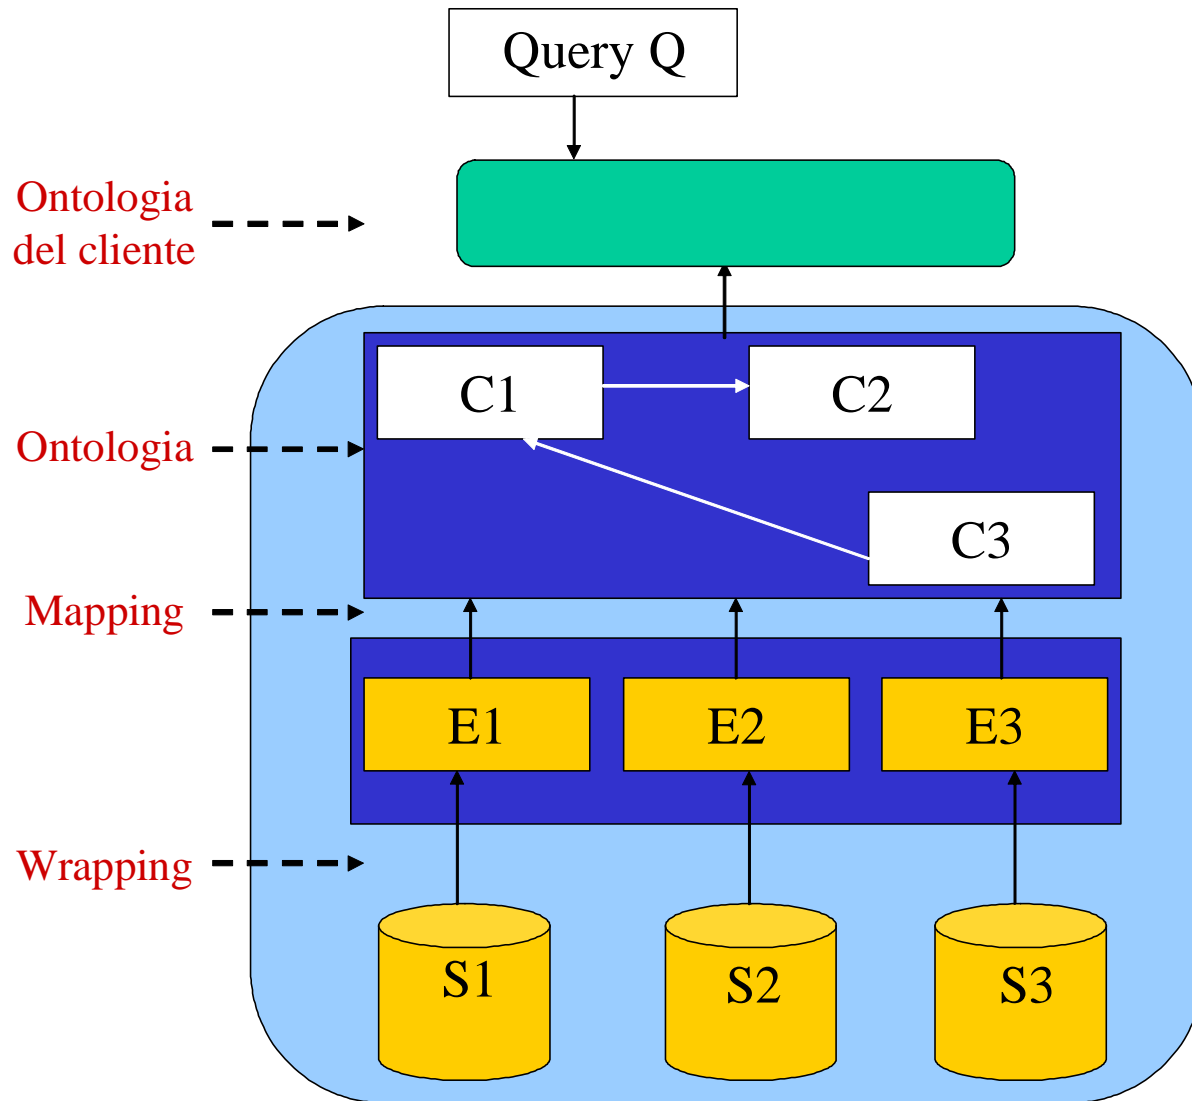 Query Q
Ontologia
del cliente
C1
C2
Ontologia
C3
Mapping
E1
E2
E3
Wrapping
S1
S2
S3